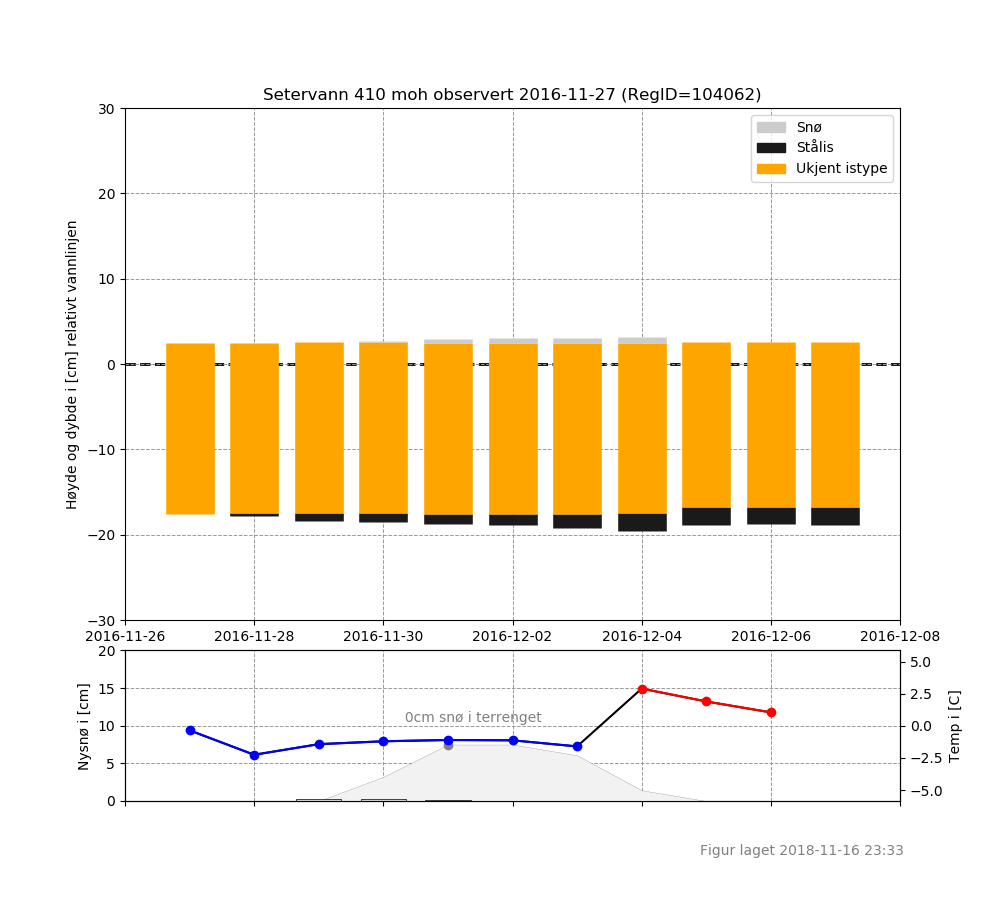 Setervann 410 moh observert 2016-11-27 (RegID=104062)
Snø
Stålis
Ukjent istype
Høyde og dybde i [cm] relativt vannlinjen
30
20
10
0
−10
−20
−30
2016-11-26 2016-11-28 2016-11-30 2016-12-02 2016-12-04 2016-12-06 2016-12-08
Nysnø i [cm]
20
15
10
5
0
0cm snø i terrenget
5.0
2.5
0.0
−2.5
−5.0
Temp i [C]
Figur laget 2018-11-16 23:33